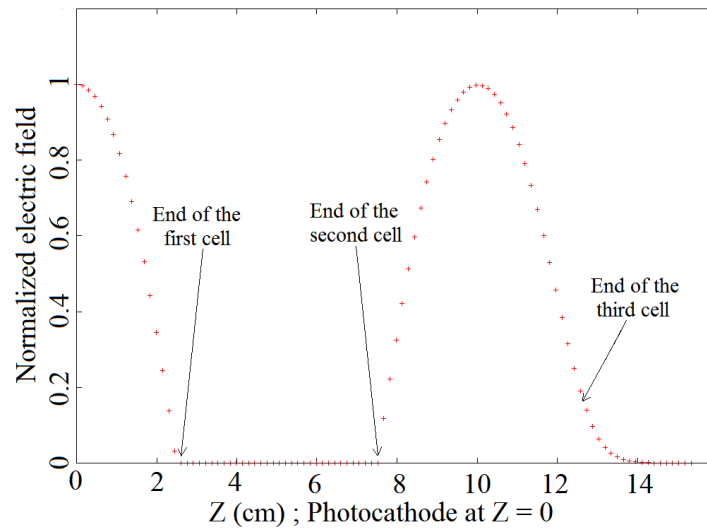 1
0.8
0.6
0.4
0.2
0
Normalized electric field
End of the
first cell
End of the
second cell
End of the
third cell
0 2 4 6 8 10 12 14
Z (cm) ; Photocathode at Z = 0